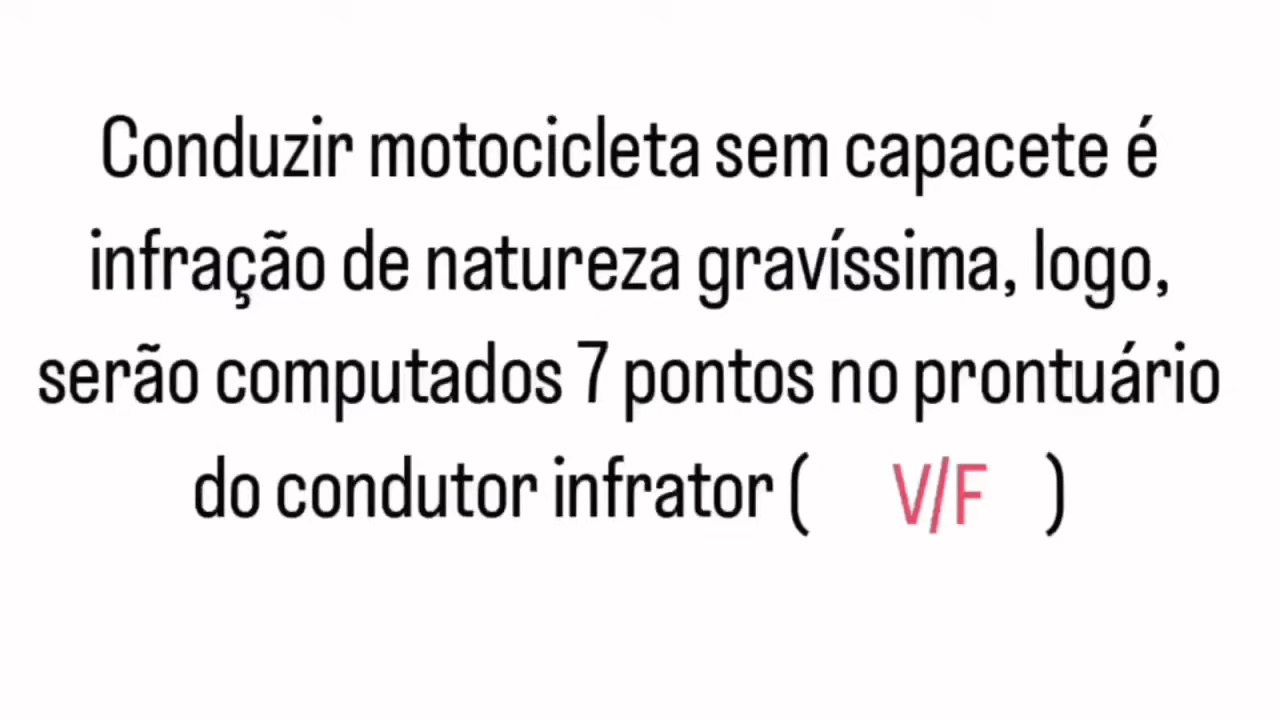 Conduzir motocicleta sem capacete é
infração de natureza gravíssima, logo,
serão computados 7 pontos no prontuário
do condutor infrator ( V/F )